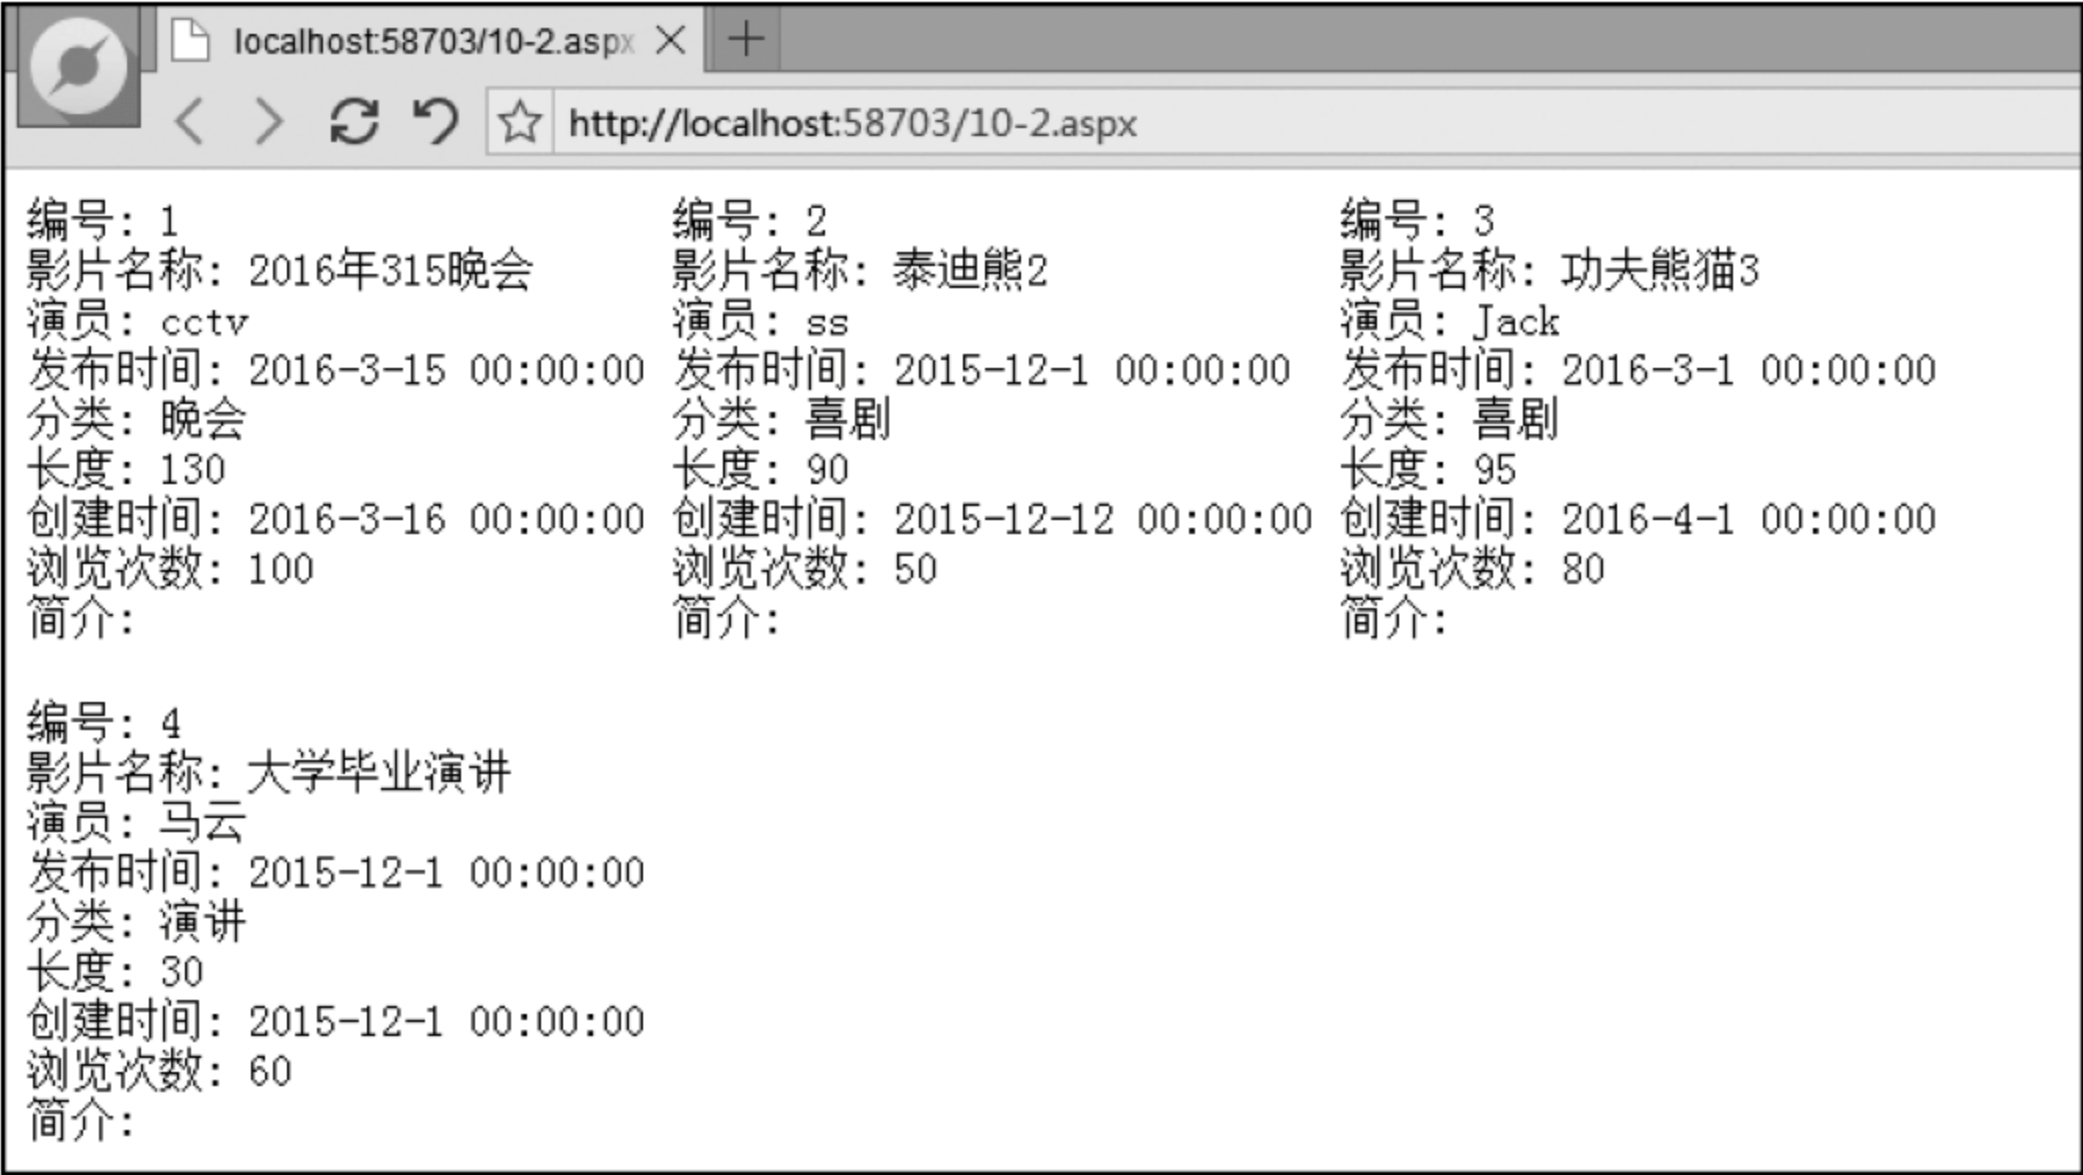 localhost:58703/10-2.aspx
http://localhost:58703/10-2.aspx
编号: 1
影片名称: 2016年315晚会
演员: cctv
发布时间: 2016-3-15 00:00:00
分类: 晚会
长度: 130
创建时间: 2016-3-16 00:00:00
浏览次数: 100
简介:
编号: 2
影片名称: 泰迪熊2
演员: ss
发布时间: 2015-12-1 00:00:00
分类: 喜剧
长度: 90
创建时间: 2015-12-12 00:00:00
浏览次数: 50
简介:
编号: 3
影片名称: 功夫熊猫3
演员: Jack
发布时间: 2016-3-1 00:00:00
分类: 喜剧
长度: 95
创建时间: 2016-4-1 00:00:00
浏览次数: 80
简介:
编号: 4
影片名称: 大学毕业演讲
演员: 马云
发布时间: 2015-12-1 00:00:00
分类: 演讲
长度: 30
创建时间: 2015-12-1 00:00:00
浏览次数: 60
简介: